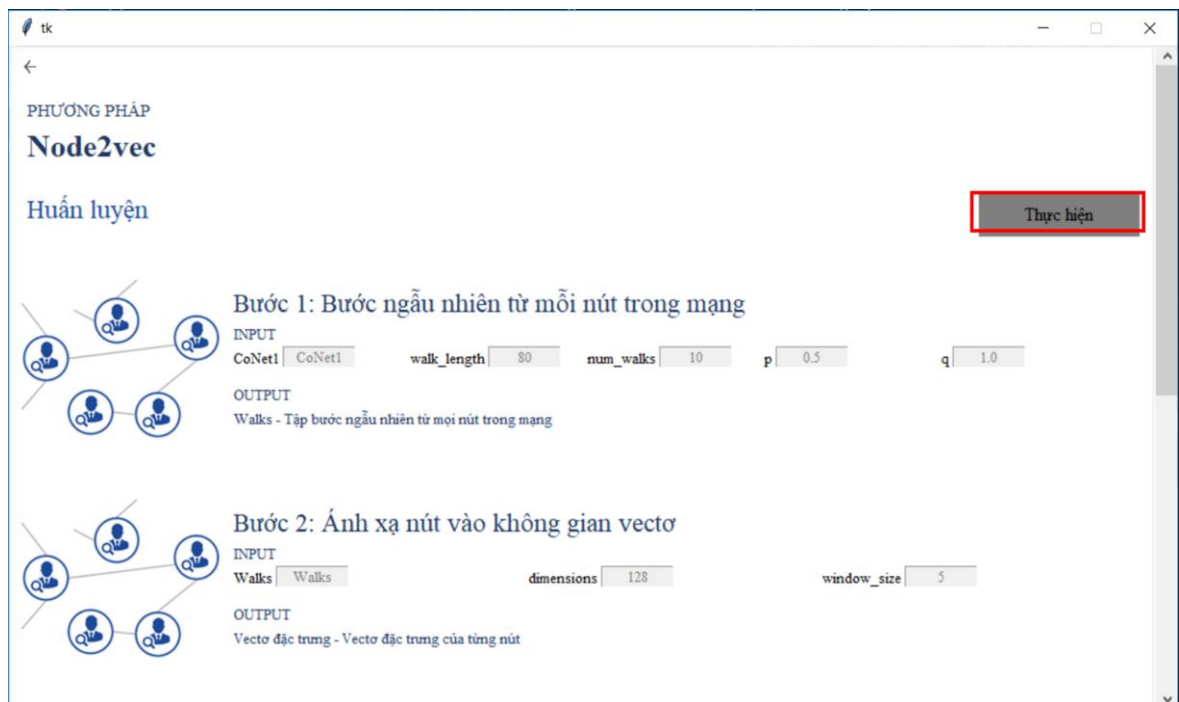 tk
PHƯƠNG PHÁP
Node2vec
Huấn luyện
Thực hiện
Bước 1: Bước ngẫu nhiên từ mỗi nút trong mạng
INPUT
CoNet1 CoNet1 walk_length 80 num_walks 10 p 0.5 q 1.0
OUTPUT
Walks - Tập bước ngẫu nhiên từ mọi nút trong mạng
Bước 2: Ánh xạ nút vào không gian vectơ
INPUT
Walks Walks dimensions 128 window_size 5
OUTPUT
Vectơ đặc trưng - Vectơ đặc trưng của từng nút